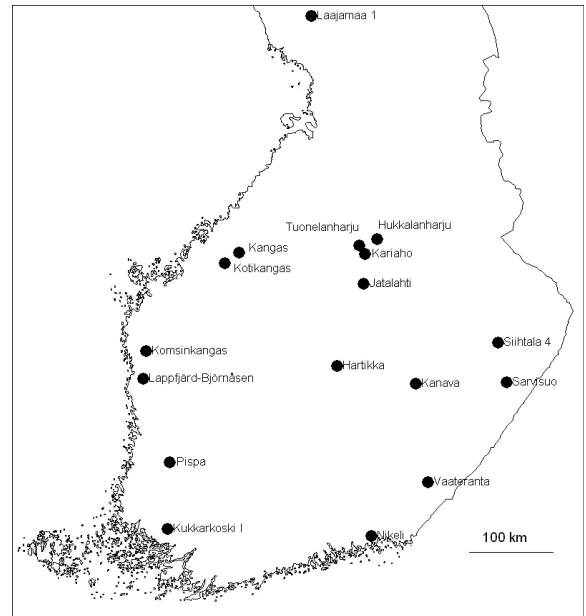 Laajamaa 1
Hukkalanharju
Tuonelanharju
Kangas
Kariaho
Kotikangas
Jatalahti
Siihtala 4
Komsinkangas
Hartikka
Lappfjärd-Björnåsen
Kanava
Sarvisuo
Pispa
Vaateranta
Kukkarkoski I
Nikeli
100 km